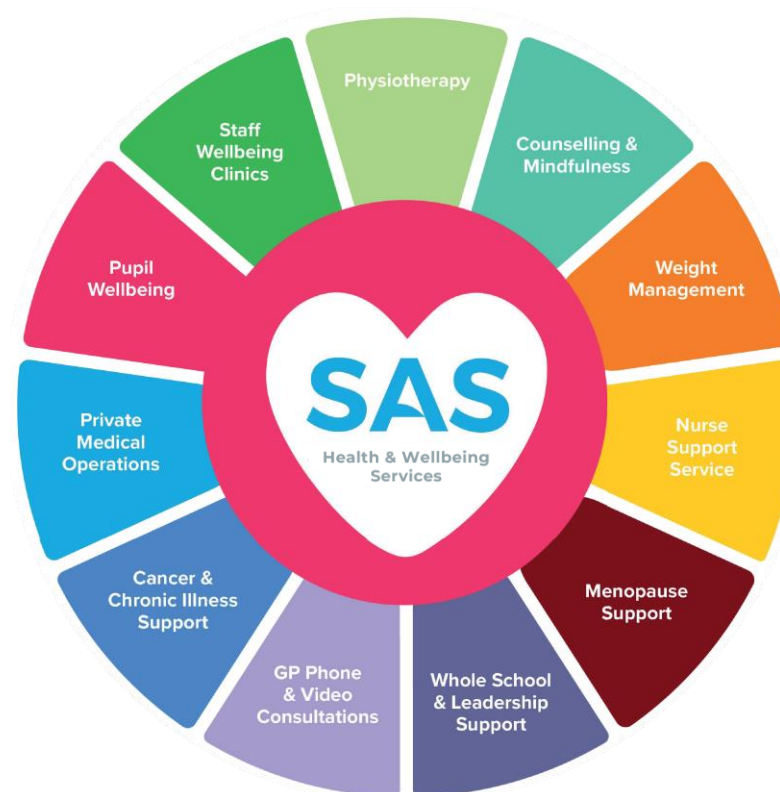 Physiotherapy
Counselling &
Mindfulness
Weight
Management
Nurse
Support
Service
Menopause
Support
Whole School
& Leadership
Support
GP Phone
& Video
Consultations
Cancer &
Chronic Illness
Support
Private
Medical
Operations
Pupil
Wellbeing
Staff
Wellbeing
Clinics
SAS
Health & Wellbeing
Services